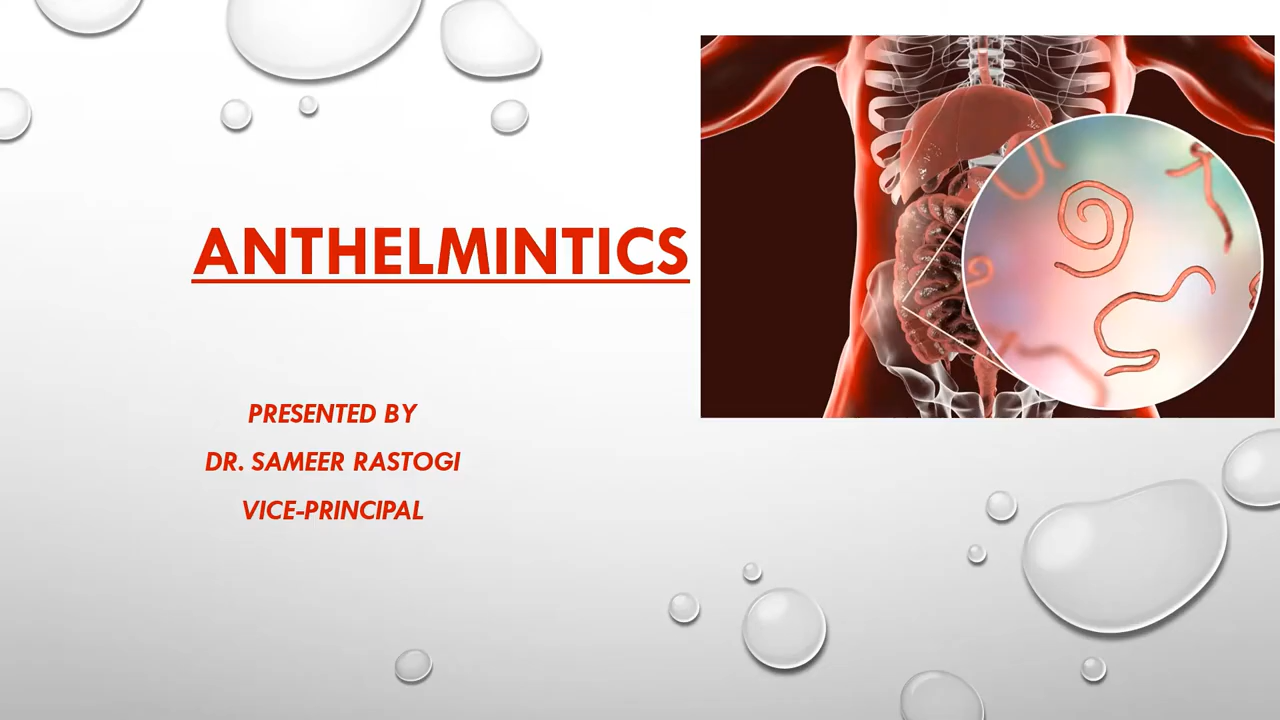 ANTHELMINTICS
PRESENTED BY
DR. SAMEER RASTOGI
VICE-PRINCIPAL